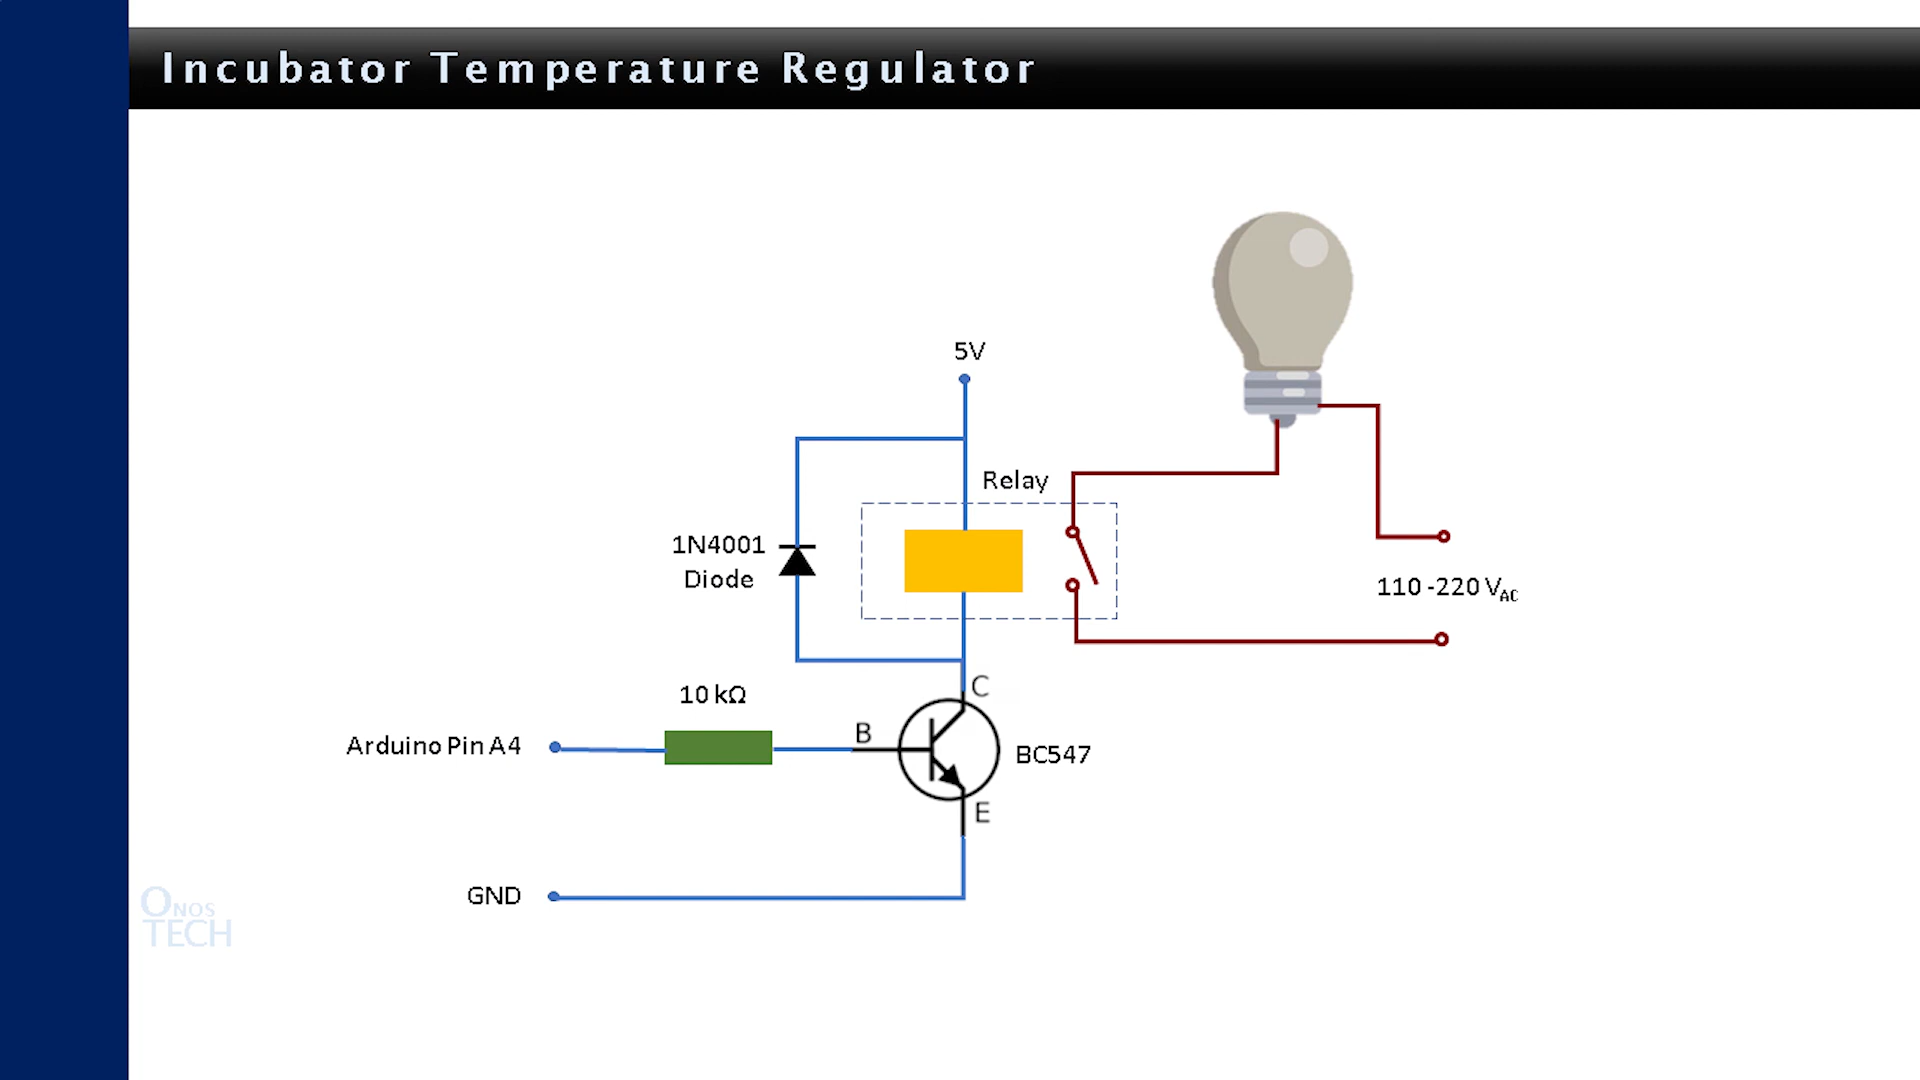 Incubator Temperature Regulator
5V
Relay
1N4001
Diode
110 -220 VAC
10 kΩ
C
B
Arduino Pin A4
BC547
E
GND
ONOS
TECH